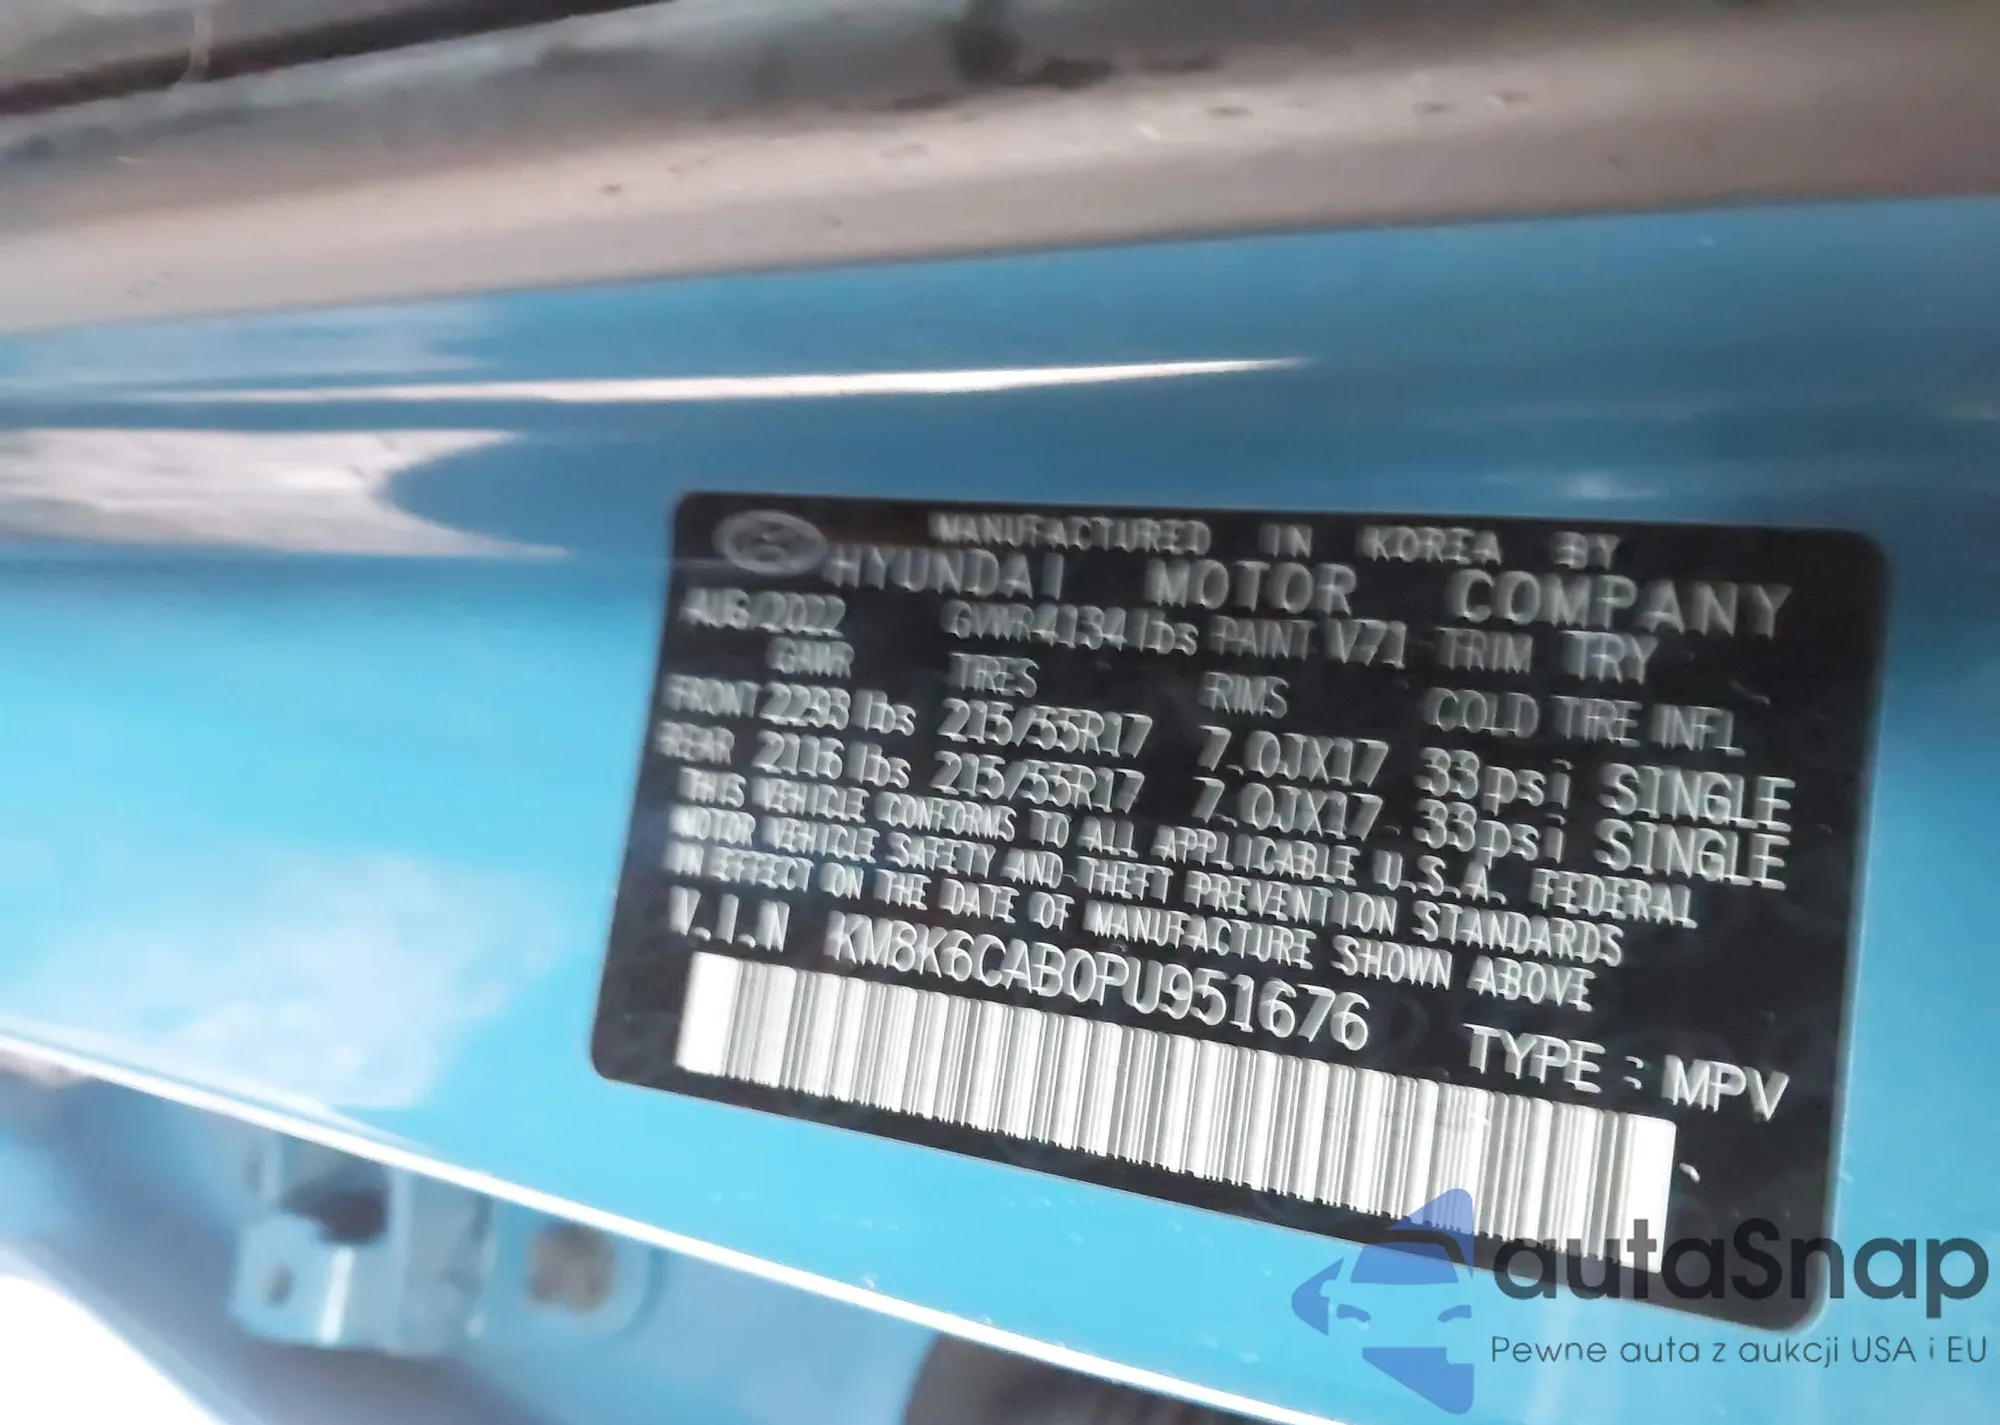 MANUFACTURED IN KOREA BY
HYUNDAI MOTOR COMPANY
AUG/2022 GVWR 4134 lbs PAINT V71 TRIM TRY
GAWR TIRES RIMS COLD TIRE INFL
FRONT 2293 lbs 215/55R17 7.0JX17 33psi SINGLE
REAR 2116 lbs 215/55R17 7.0JX17 33psi SINGLE
THIS VEHICLE CONFORMS TO ALL APPLICABLE U.S.A. FEDERAL
MOTOR VEHICLE SAFETY AND THEFT PREVENTION STANDARDS
IN EFFECT ON THE DATE OF MANUFACTURE SHOWN ABOVE
V.I.N KM8K6CAB0PU951676 TYPE : MPV
autaSnap
Pewne auta z aukcji USA i EU